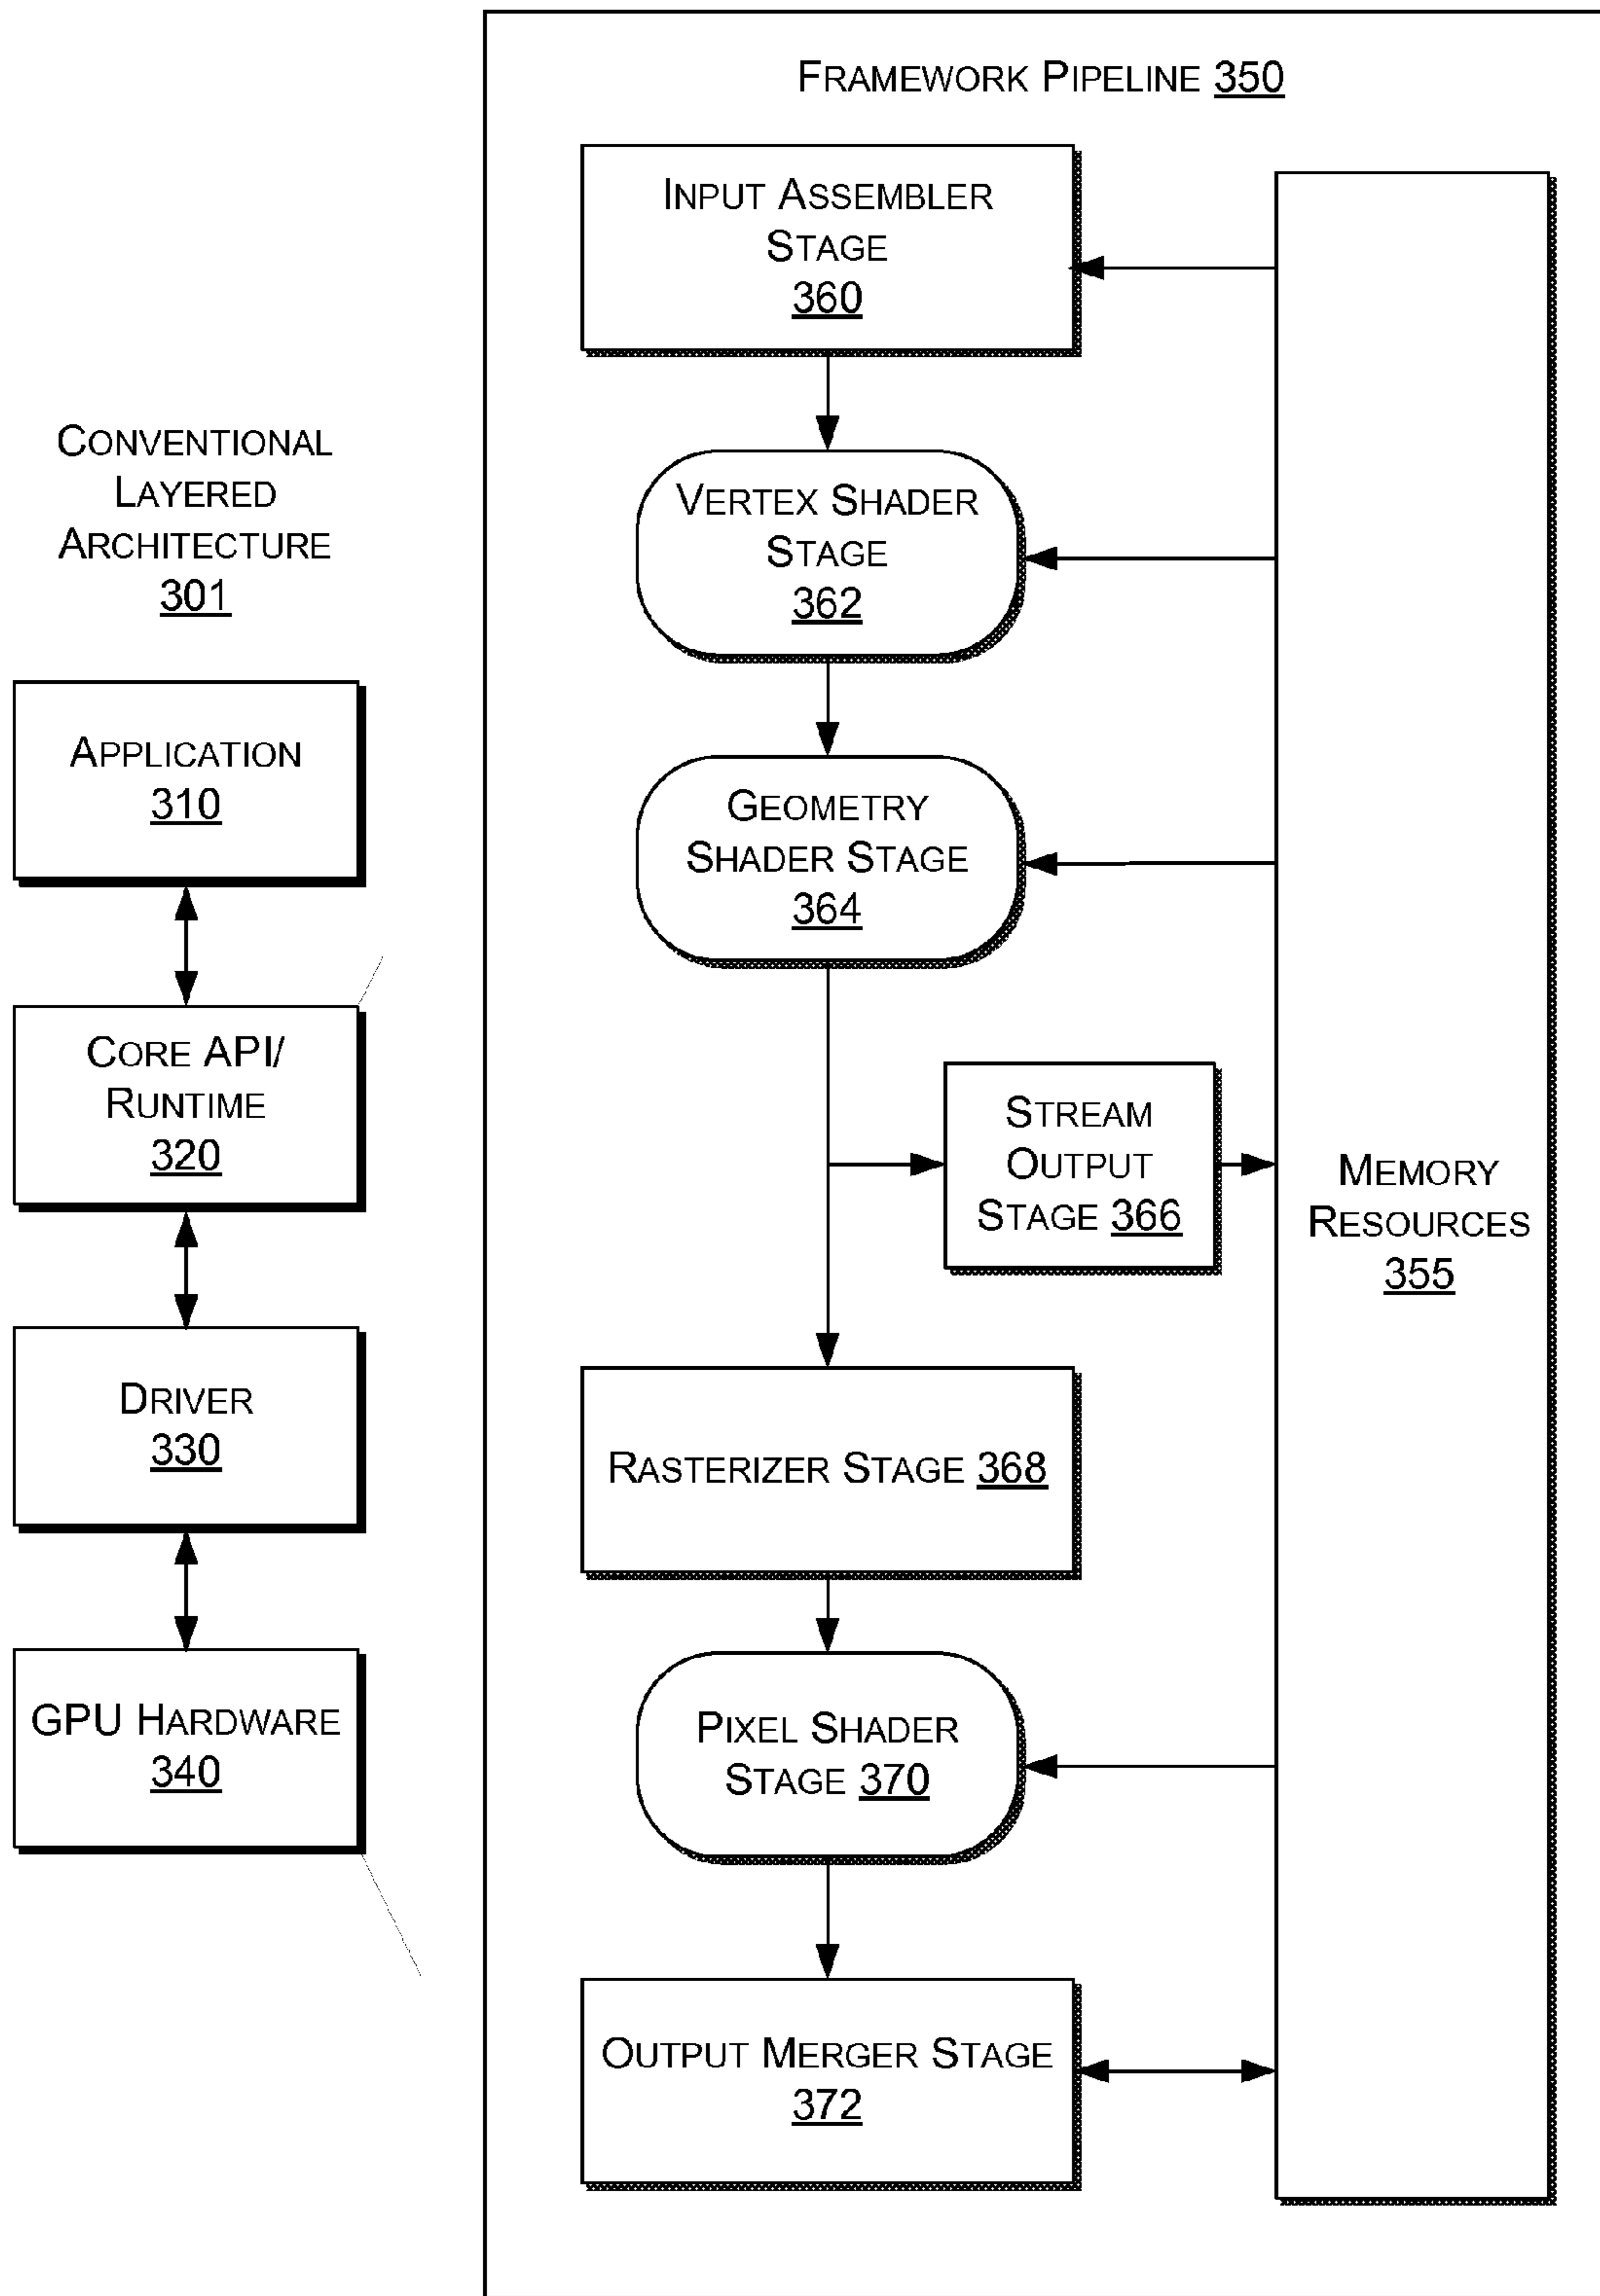 CONVENTIONAL
LAYERED
ARCHITECTURE
301
APPLICATION
310
CORE API/
RUNTIME
320
DRIVER
330
GPU HARDWARE
340
FRAMEWORK PIPELINE 350
INPUT ASSEMBLER
STAGE
360
VERTEX SHADER
STAGE
362
GEOMETRY
SHADER STAGE
364
STREAM
OUTPUT
STAGE 366
RASTERIZER STAGE 368
PIXEL SHADER
STAGE 370
OUTPUT MERGER STAGE
372
MEMORY
RESOURCES
355